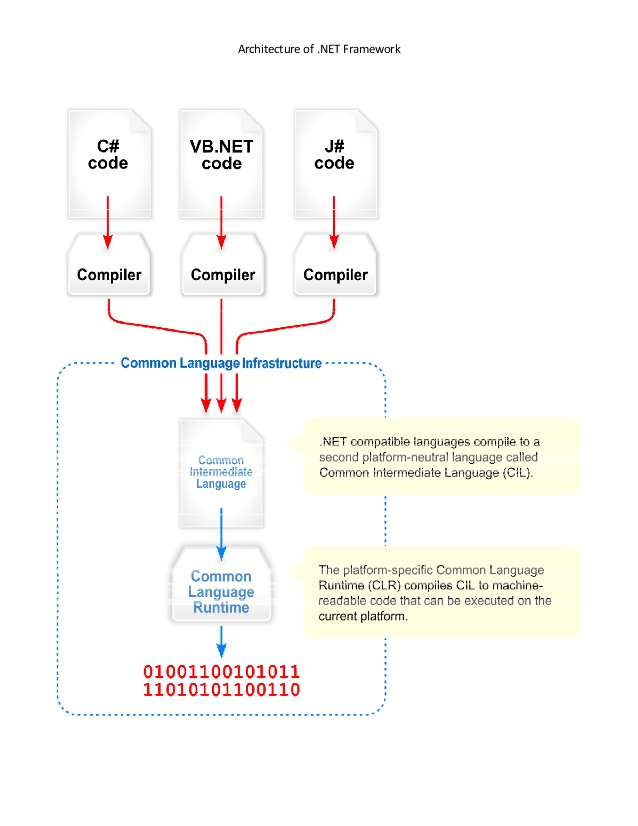 Architecture of .NET Framework
C#
code
VB.NET
code
J#
code
Compiler
Compiler
Compiler
Common Language Infrastructure
Common
Intermediate
Language
.NET compatible languages compile to a
second platform-neutral language called
Common Intermediate Language (CIL).
Common
Language
Runtime
The platform-specific Common Language
Runtime (CLR) compiles CIL to machine-
readable code that can be executed on the
current platform.
01001100101011
11010101100110